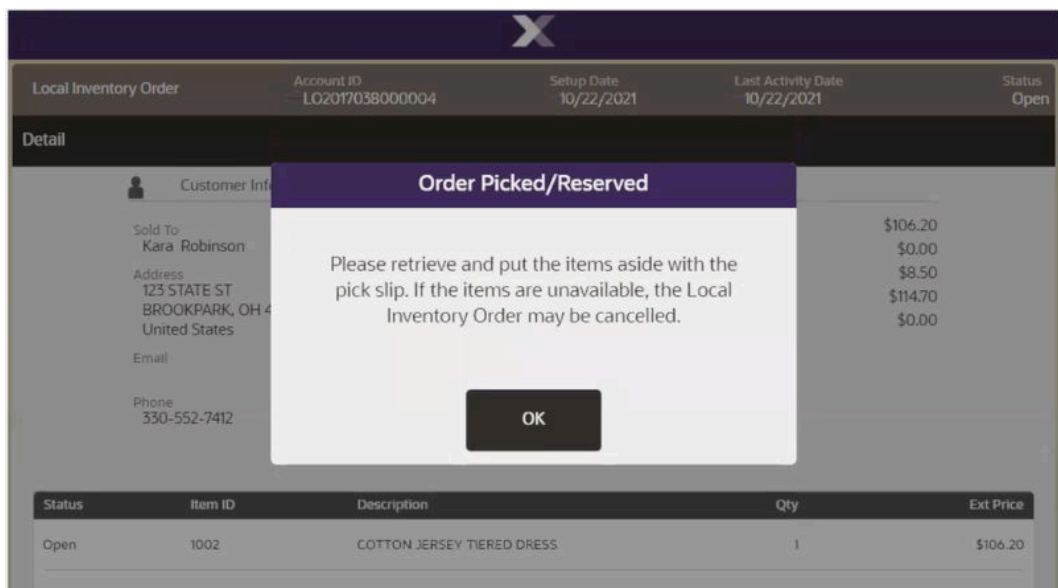 Local Inventory Order
Account ID
LO2017038000004
Setup Date
10/22/2021
Last Activity Date
10/22/2021
Status
Open
Detail
Customer
Sold To
Kara Robinson
Address
123 STATE ST
BROOKPARK, OH
United States
Email
Phone
330-552-7412
$106.20
$0.00
$8.50
$114.70
$0.00
Order Picked/Reserved
Please retrieve and put the items aside with the
pick slip. If the items are unavailable, the Local
Inventory Order may be cancelled.
OK
Status Item ID Description Qty Ext Price
Open 1002 COTTON JERSEY TIERED DRESS 1 $106.20